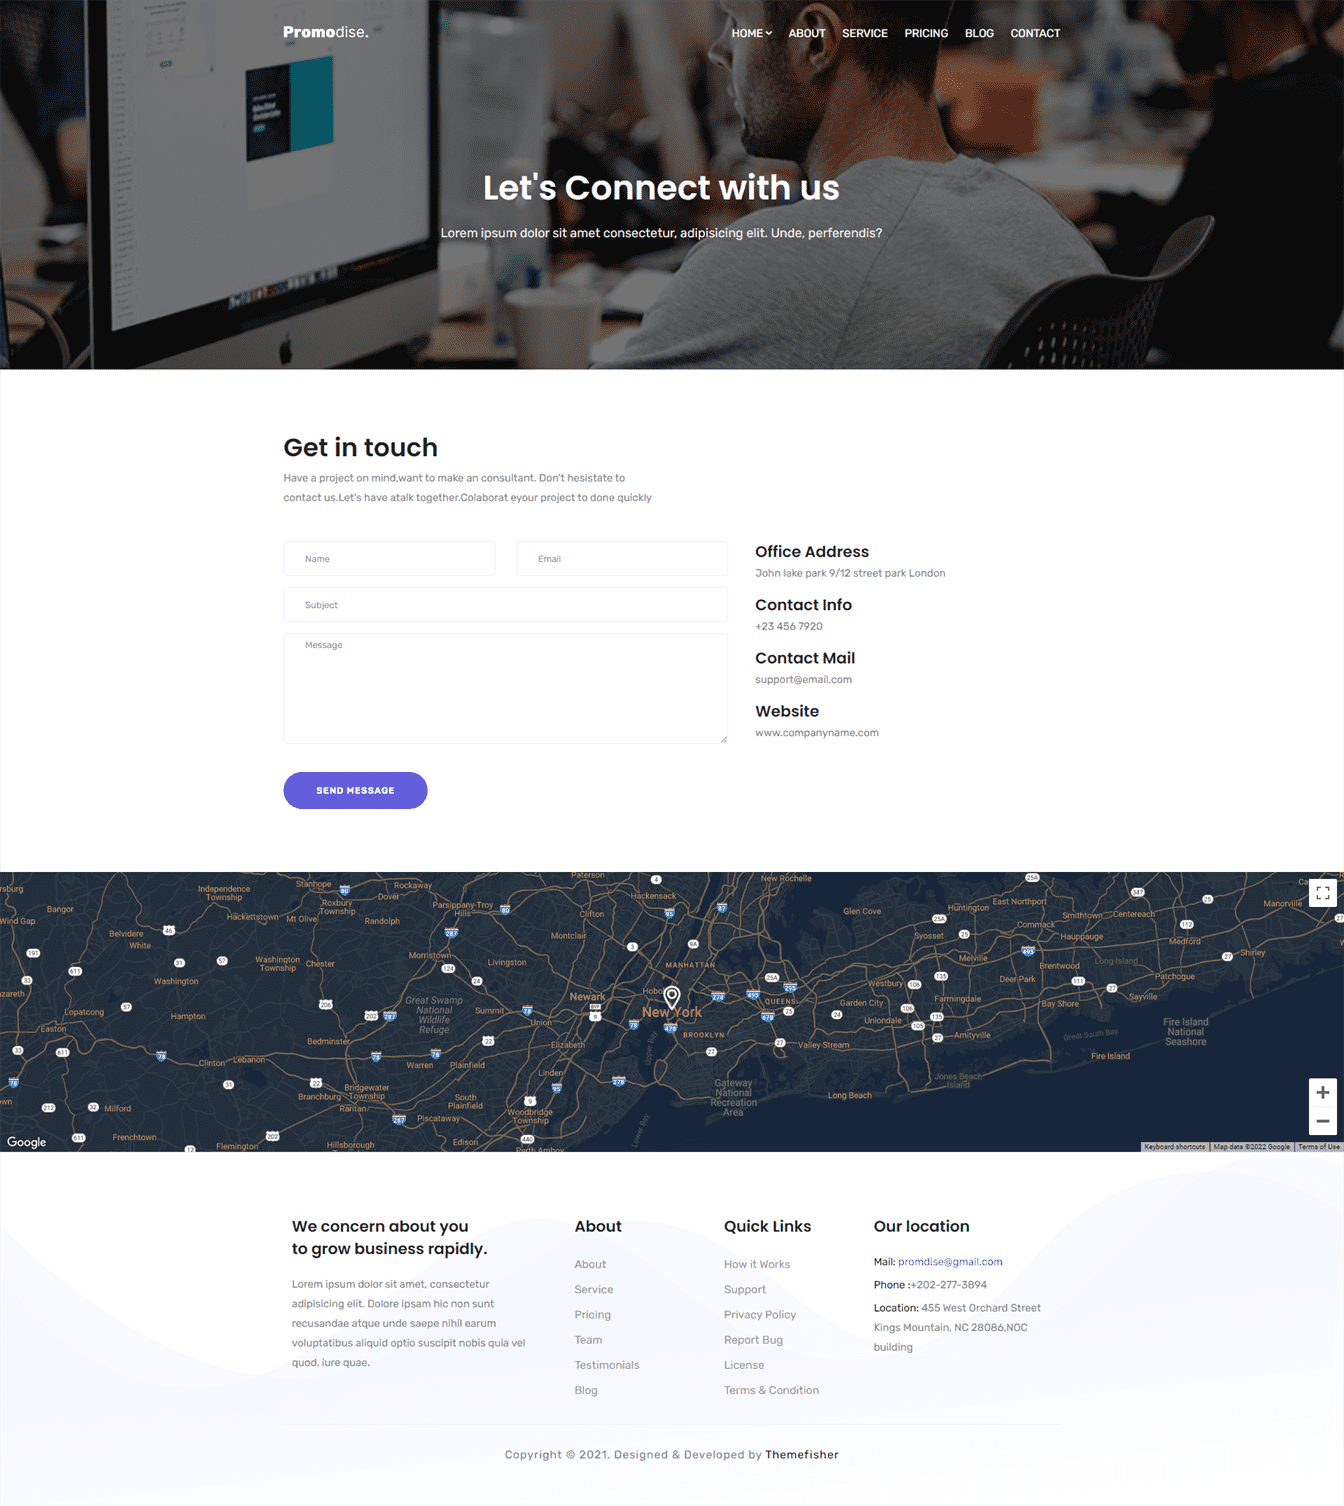 Promodise.
HOME ABOUT SERVICE PRICING BLOG CONTACT
Let's Connect with us
Lorem ipsum dolor sit amet consectetur, adipisicing elit. Unde, perferendis?
Get in touch
Have a project on mind,want to make an consultant. Don't hesistate to
contact us.Let's have atalk together.Colaborat eyour project to done quickly
Name
Email
Subject
Message
SEND MESSAGE
Office Address
John lake park 9/12 street park London
Contact Info
+23 456 7920
Contact Mail
support@email.com
Website
www.companyname.com
Paterson
New Rochelle
Independence
Township
Stanhope
Rockaway
Hackensack
Roxbury
Township
Dover
Parsippany-Troy
Hills
Bangor
Hackettstown
Mt Olive
Randolph
Clifton
Glen Cove
Huntington
East Northport
Smithtown
Centereach
Manorville
Wind Gap
Belvidere
White
Montclair
Syosset
Commack
Hauppauge
Medford
Shirley
Washington
Township
Chester
Morristown
Livingston
MANHATTAN
Melville
Brentwood
Long Island
Washington
Westbury
Deer Park
Patchogue
Great Swamp
National
Wildlife
Refuge
Newark
QUEENS
Garden City
Farmingdale
Bay Shore
Sayville
Lopatcong
Hampton
Summit
Union
New York
Uniondale
Easton
Bedminster
Elizabeth
BROOKLYN
Valley Stream
Amityville
Great South Bay
Fire Island
National
Seashore
Fire Island
Clinton
Lebanon
Warren
Plainfield
Linden
Upper Bay
Jones Beach
Island
Branchburg
Bridgewater
Township
Raritan
South
Plainfield
Gateway
National
Recreation
Area
Long Beach
Milford
Piscataway
Woodbridge
Township
Lower Bay
Frenchtown
Flemington
Hillsborough
Edison
Perth Amboy
Google
Keyboard shortcuts
Map data ©2022 Google
Terms of Use
We concern about you
to grow business rapidly.
Lorem ipsum dolor sit amet, consectetur
adipisicing elit. Dolore ipsam hic non sunt
recusandae atque unde saepe nihil earum
voluptatibus aliquid optio suscipit nobis quia vel
quod, iure quae.
About
About
Service
Pricing
Team
Testimonials
Blog
Quick Links
How it Works
Support
Privacy Policy
Report Bug
License
Terms & Condition
Our location
Mail: promdise@gmail.com
Phone :+202-277-3894
Location: 455 West Orchard Street
Kings Mountain, NC 28086,NOC
building
Copyright © 2021, Designed & Developed by Themefisher